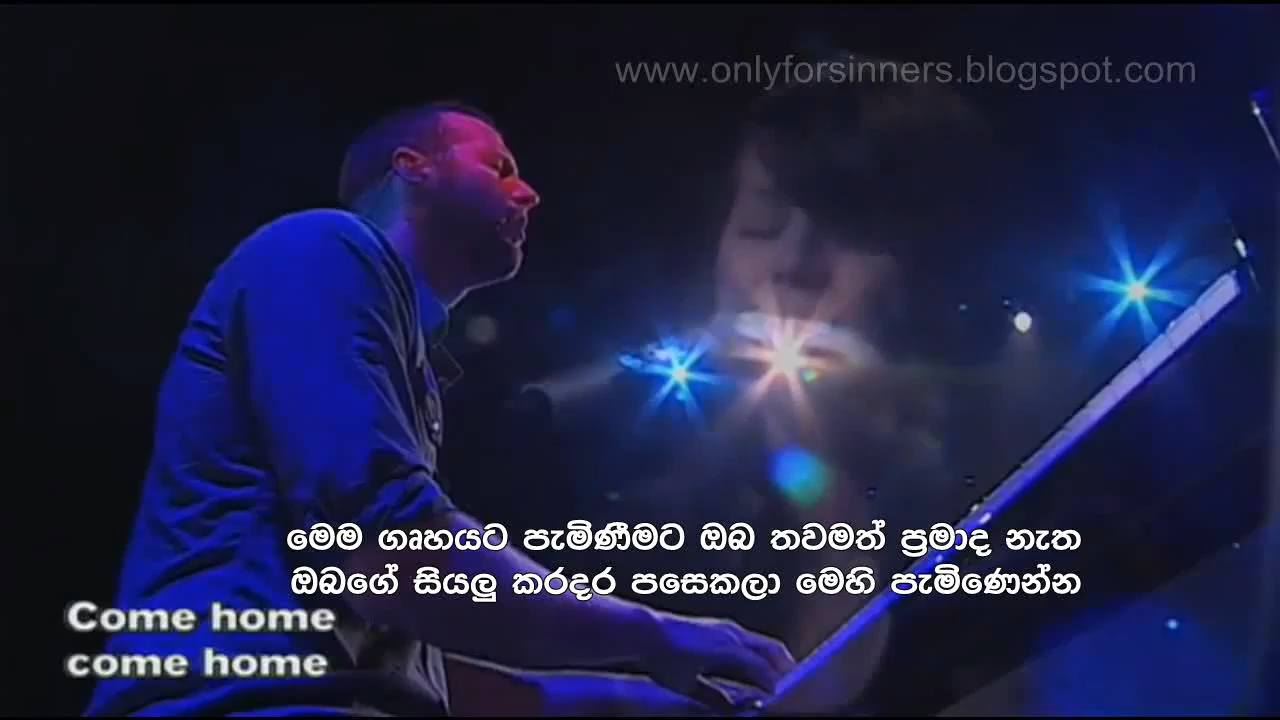 www.onlyforsinners.blogspot.com
මෙම ගෘහයට පැමිණීමට ඔබ තවමත් ප්‍රමාද නැත
ඔබගේ සියලු කරදර පසෙකලා මෙහි පැමිණෙන්න
Come home
come home